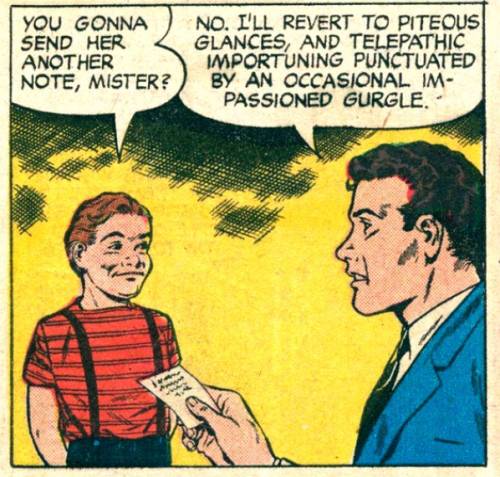 YOU GONNA
SEND HER
ANOTHER
NOTE, MISTER?
NO. I'LL REVERT TO PITEOUS
GLANCES, AND TELEPATHIC
IMPORTUNING PUNCTUATED
BY AN OCCASIONAL IM-
PASSIONED GURGLE.